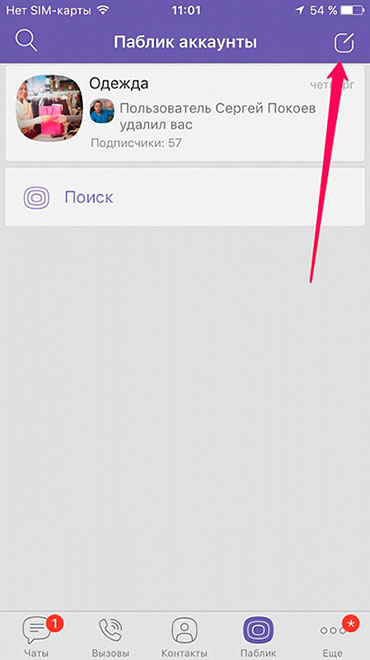 Нет SIM-карты 11:01 54 %
Паблик аккаунты
Одежда четверг
Пользователь Сергей Покоев
удалил вас
Подписчики: 57
Поиск
1 *
Чаты Вызовы Контакты Паблик Еще